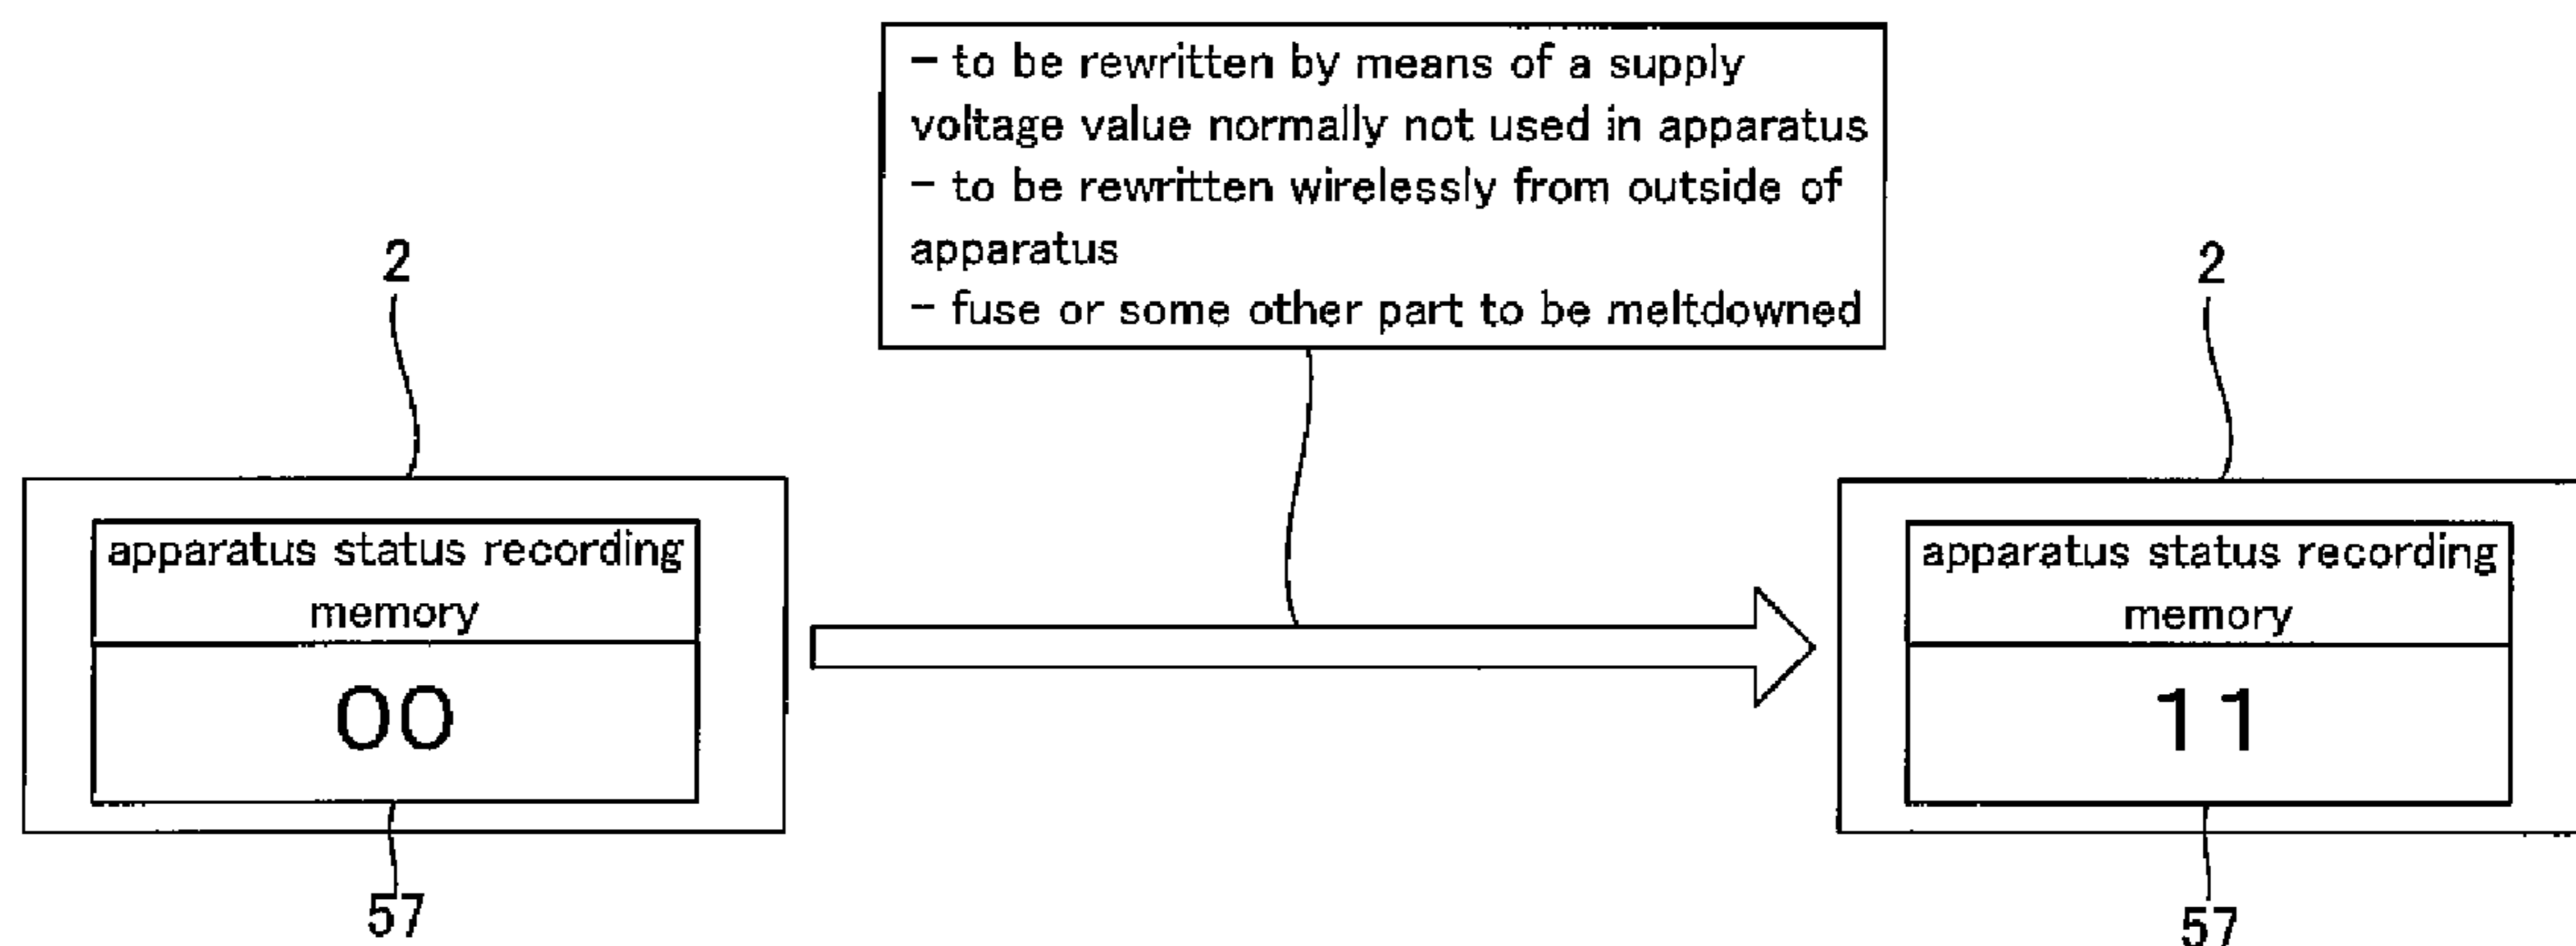 – to be rewritten by means of a supply
voltage value normally not used in apparatus
– to be rewritten wirelessly from outside of
apparatus
– fuse or some other part to be meltdowned
2
2
apparatus status recording
memory
00
57
apparatus status recording
memory
11
57